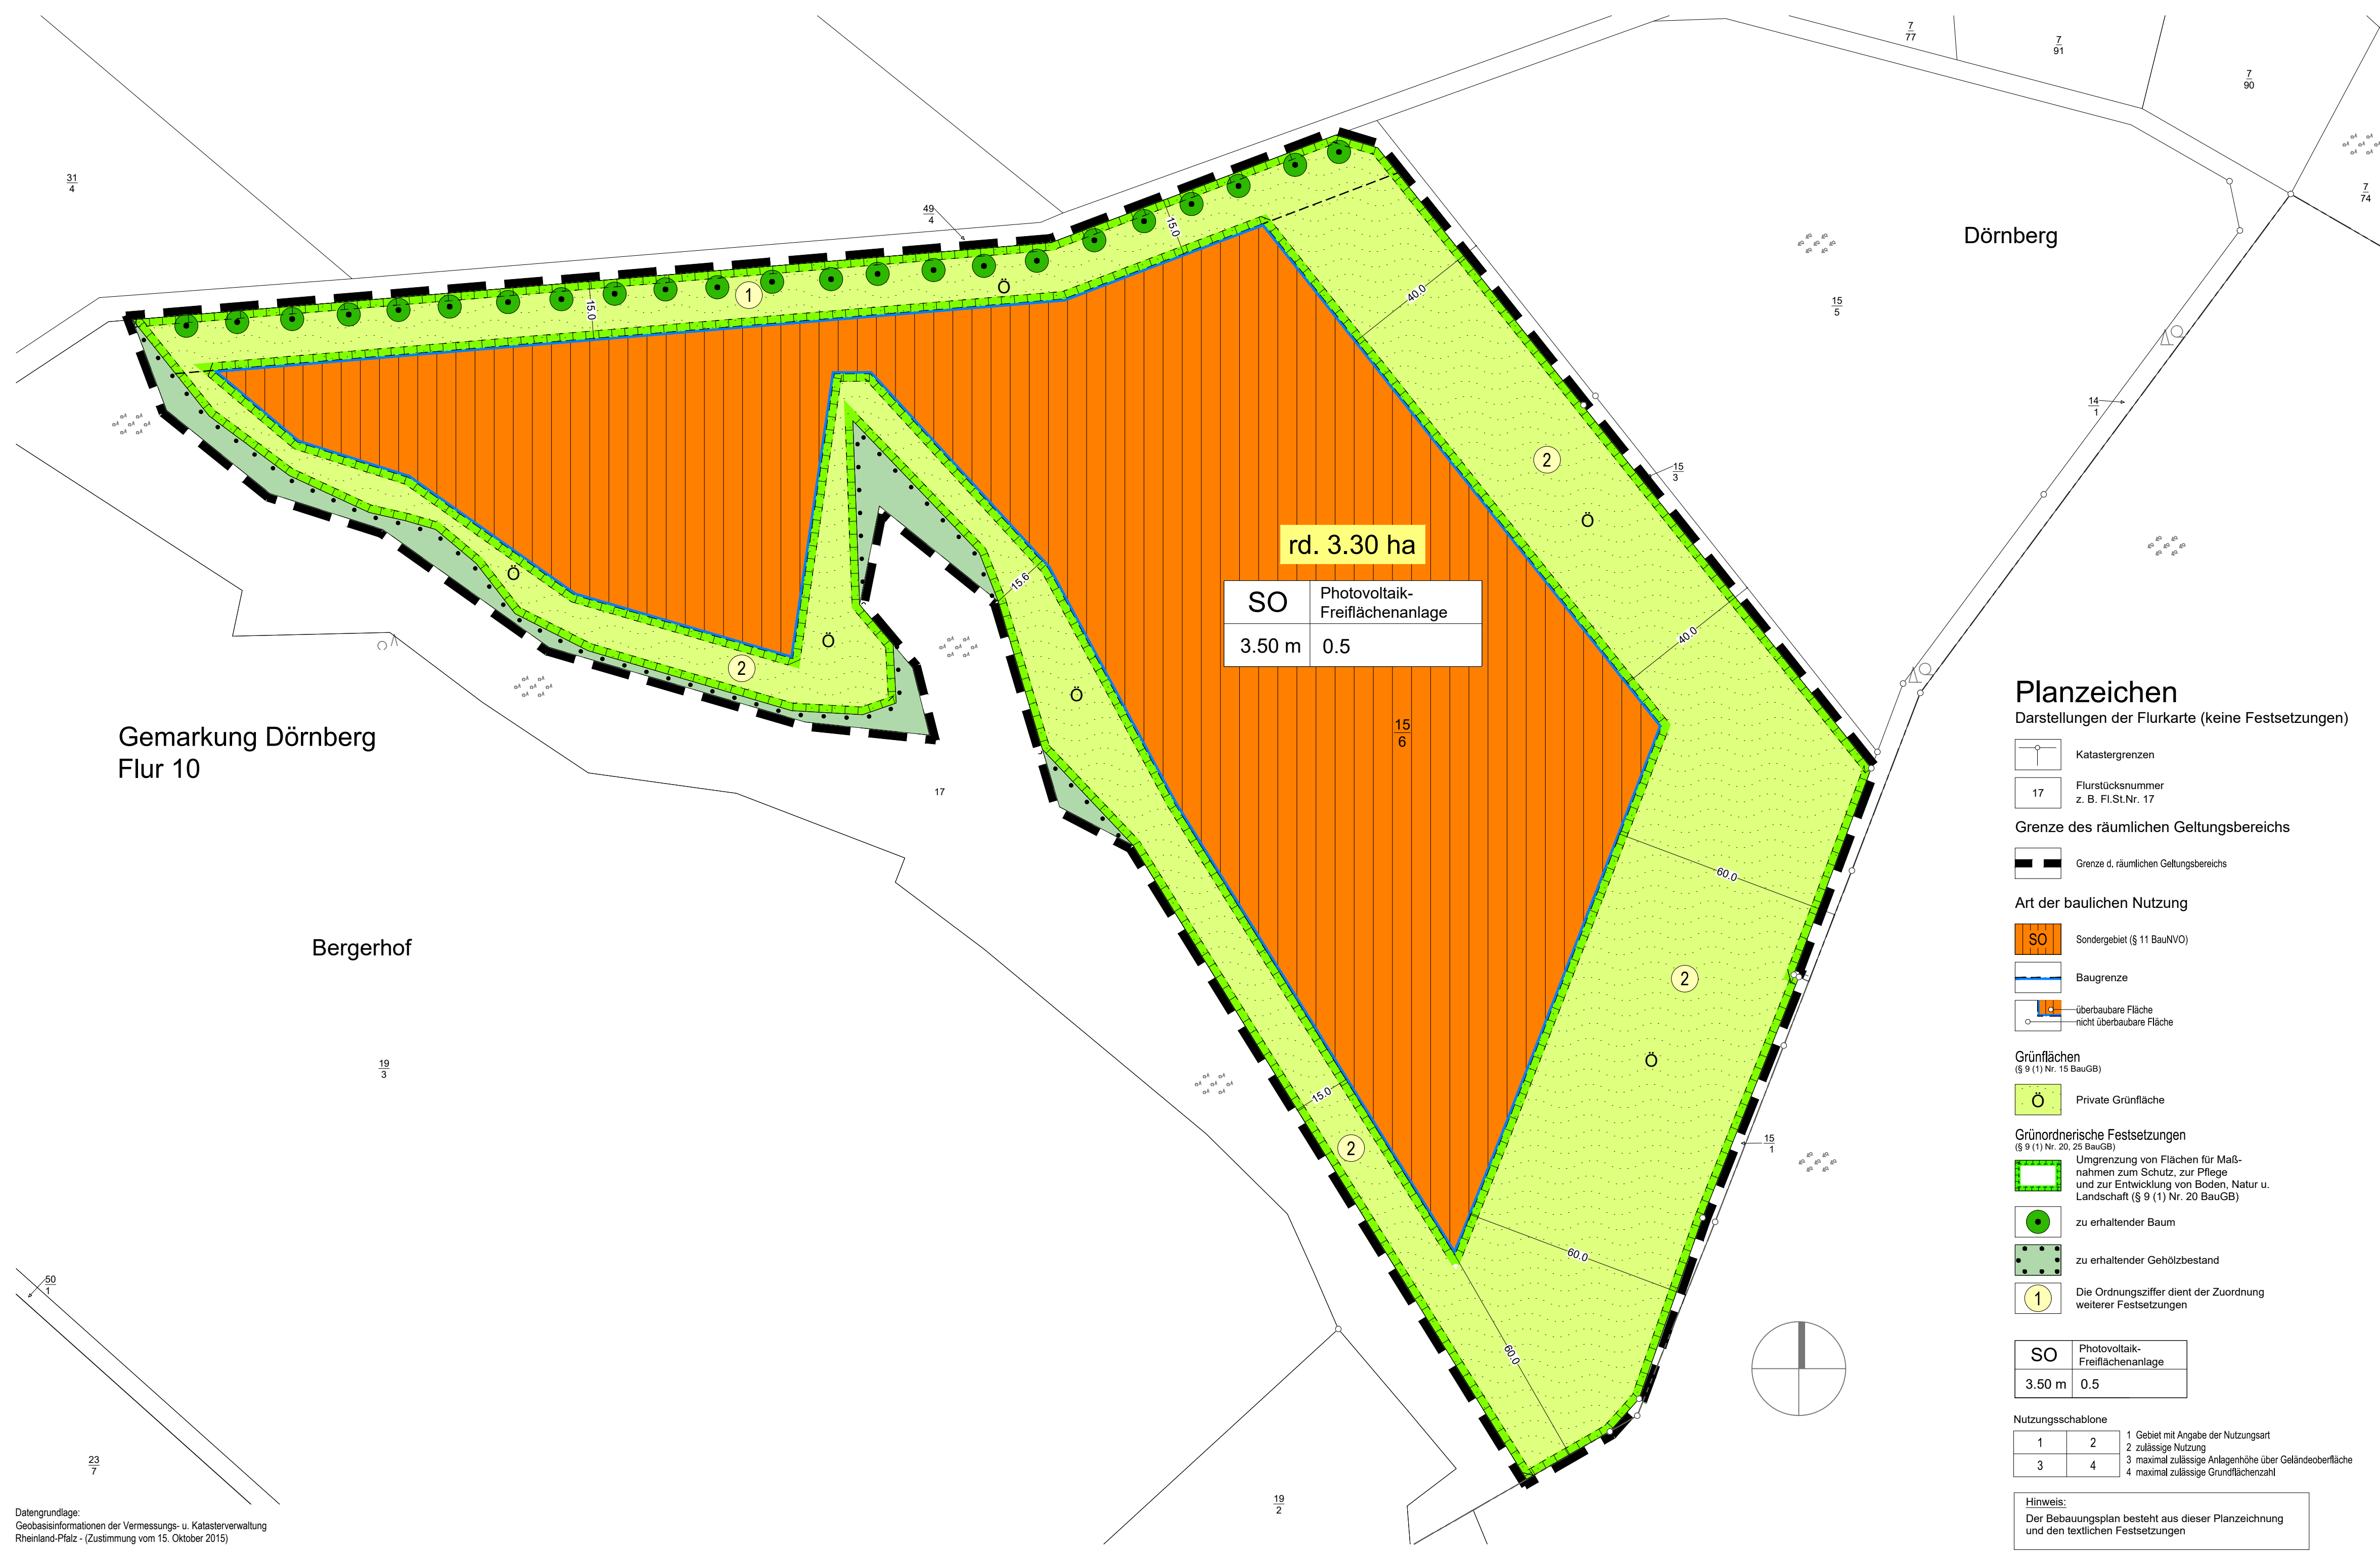 7
77
7
91
7
90
7
74
31
4
49
4
Dörnberg
15
5
14
1
15
3
15.0
15.0
1
Ö
40.0
2
Ö
rd. 3.30 ha
SO
Photovoltaik-
Freiflächenanlage
3.50 m
0.5
15.6
Ö
Ö
2
Ö
40.0
15
6
Gemarkung Dörnberg
Flur 10
17
60.0
Bergerhof
2
Ö
19
3
15.0
2
15
1
60.0
60.0
50
1
23
7
19
2
Datengrundlage:
Geobasisinformationen der Vermessungs- u. Katasterverwaltung
Rheinland-Pfalz - (Zustimmung vom 15. Oktober 2015)
Planzeichen
Darstellungen der Flurkarte (keine Festsetzungen)
Katastergrenzen
17
Flurstücksnummer
z. B. Fl.St.Nr. 17
Grenze des räumlichen Geltungsbereichs
Grenze d. räumlichen Geltungsbereichs
Art der baulichen Nutzung
SO
Sondergebiet (§ 11 BauNVO)
Baugrenze
überbaubare Fläche
nicht überbaubare Fläche
Grünflächen
(§ 9 (1) Nr. 15 BauGB)
Ö
Private Grünfläche
Grünordnerische Festsetzungen
(§ 9 (1) Nr. 20, 25 BauGB)
Umgrenzung von Flächen für Maß-
nahmen zum Schutz, zur Pflege
und zur Entwicklung von Boden, Natur u.
Landschaft (§ 9 (1) Nr. 20 BauGB)
zu erhaltender Baum
zu erhaltender Gehölzbestand
1
Die Ordnungsziffer dient der Zuordnung
weiterer Festsetzungen
SO
Photovoltaik-
Freiflächenanlage
3.50 m
0.5
Nutzungsschablone
1 2
3 4
1 Gebiet mit Angabe der Nutzungsart
2 zulässige Nutzung
3 maximal zulässige Anlagenhöhe über Geländeoberfläche
4 maximal zulässige Grundflächenzahl
Hinweis:
Der Bebauungsplan besteht aus dieser Planzeichnung
und den textlichen Festsetzungen